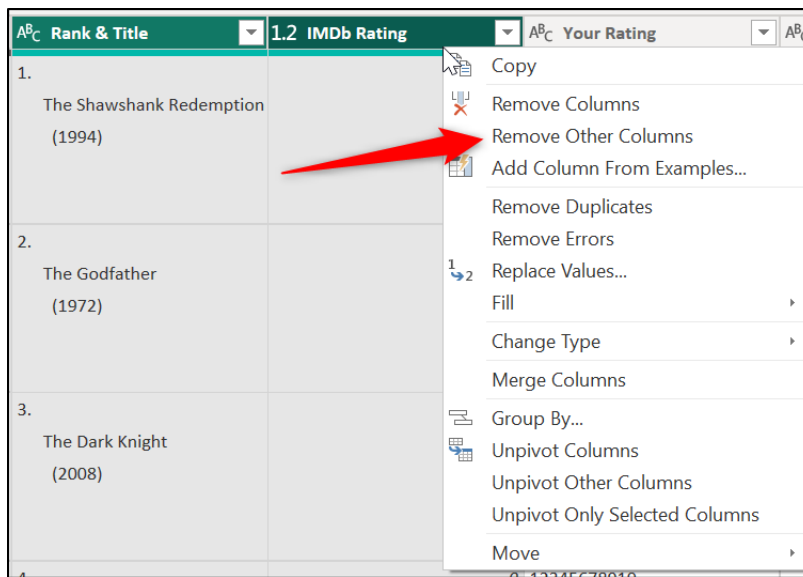 ABC Rank & Title 1.2 IMDb Rating ABC Your Rating
1.
The Shawshank Redemption
(1994)
2.
The Godfather
(1972)
3.
The Dark Knight
(2008)
Copy
Remove Columns
Remove Other Columns
Add Column From Examples...
Remove Duplicates
Remove Errors
Replace Values...
Fill
Change Type
Merge Columns
Group By...
Unpivot Columns
Unpivot Other Columns
Unpivot Only Selected Columns
Move